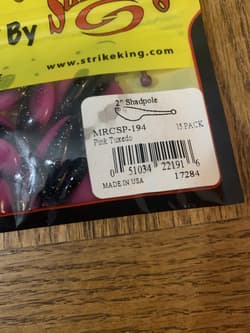 By
www.strikeking.com
2" Shadpole
MRCSP-194
15 PACK
Pink Tuxedo
0 51034 22191 6
MADE IN USA
17284